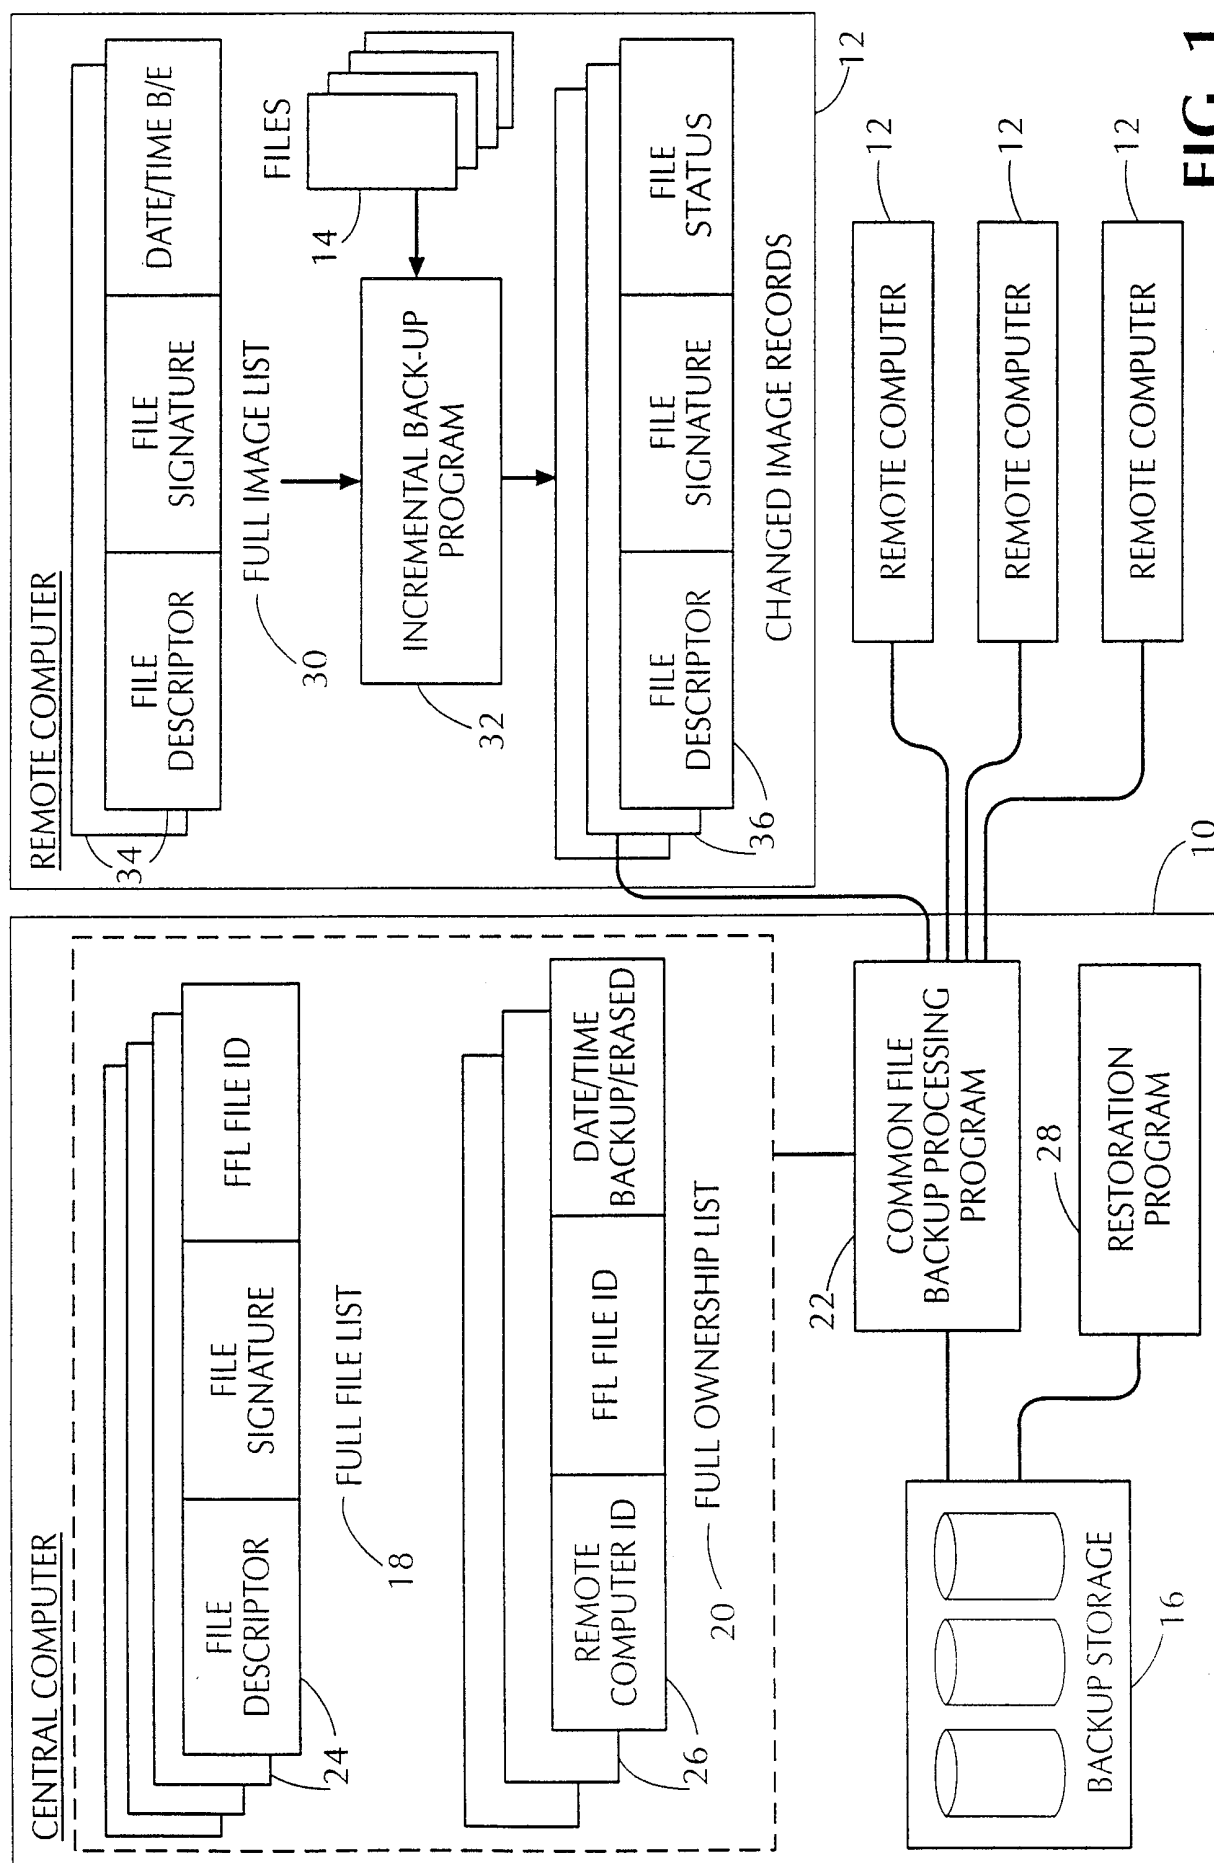 CENTRAL COMPUTER
FILE
DESCRIPTOR
FILE
SIGNATURE
FFL FILE ID
24
18
FULL FILE LIST
REMOTE
COMPUTER ID
FFL FILE ID
DATE/TIME
BACKUP/ERASED
26
20
FULL OWNERSHIP LIST
22
COMMON FILE
BACKUP PROCESSING
PROGRAM
28
RESTORATION
PROGRAM
BACKUP STORAGE
16
10
REMOTE COMPUTER
34
FILE
DESCRIPTOR
FILE
SIGNATURE
DATE/TIME B/E
30
FULL IMAGE LIST
FILES
14
32
INCREMENTAL BACK-UP
PROGRAM
FILE
DESCRIPTOR
FILE
SIGNATURE
FILE
STATUS
36
CHANGED IMAGE RECORDS
12
REMOTE COMPUTER
12
REMOTE COMPUTER
12
REMOTE COMPUTER
12
FIG. 1